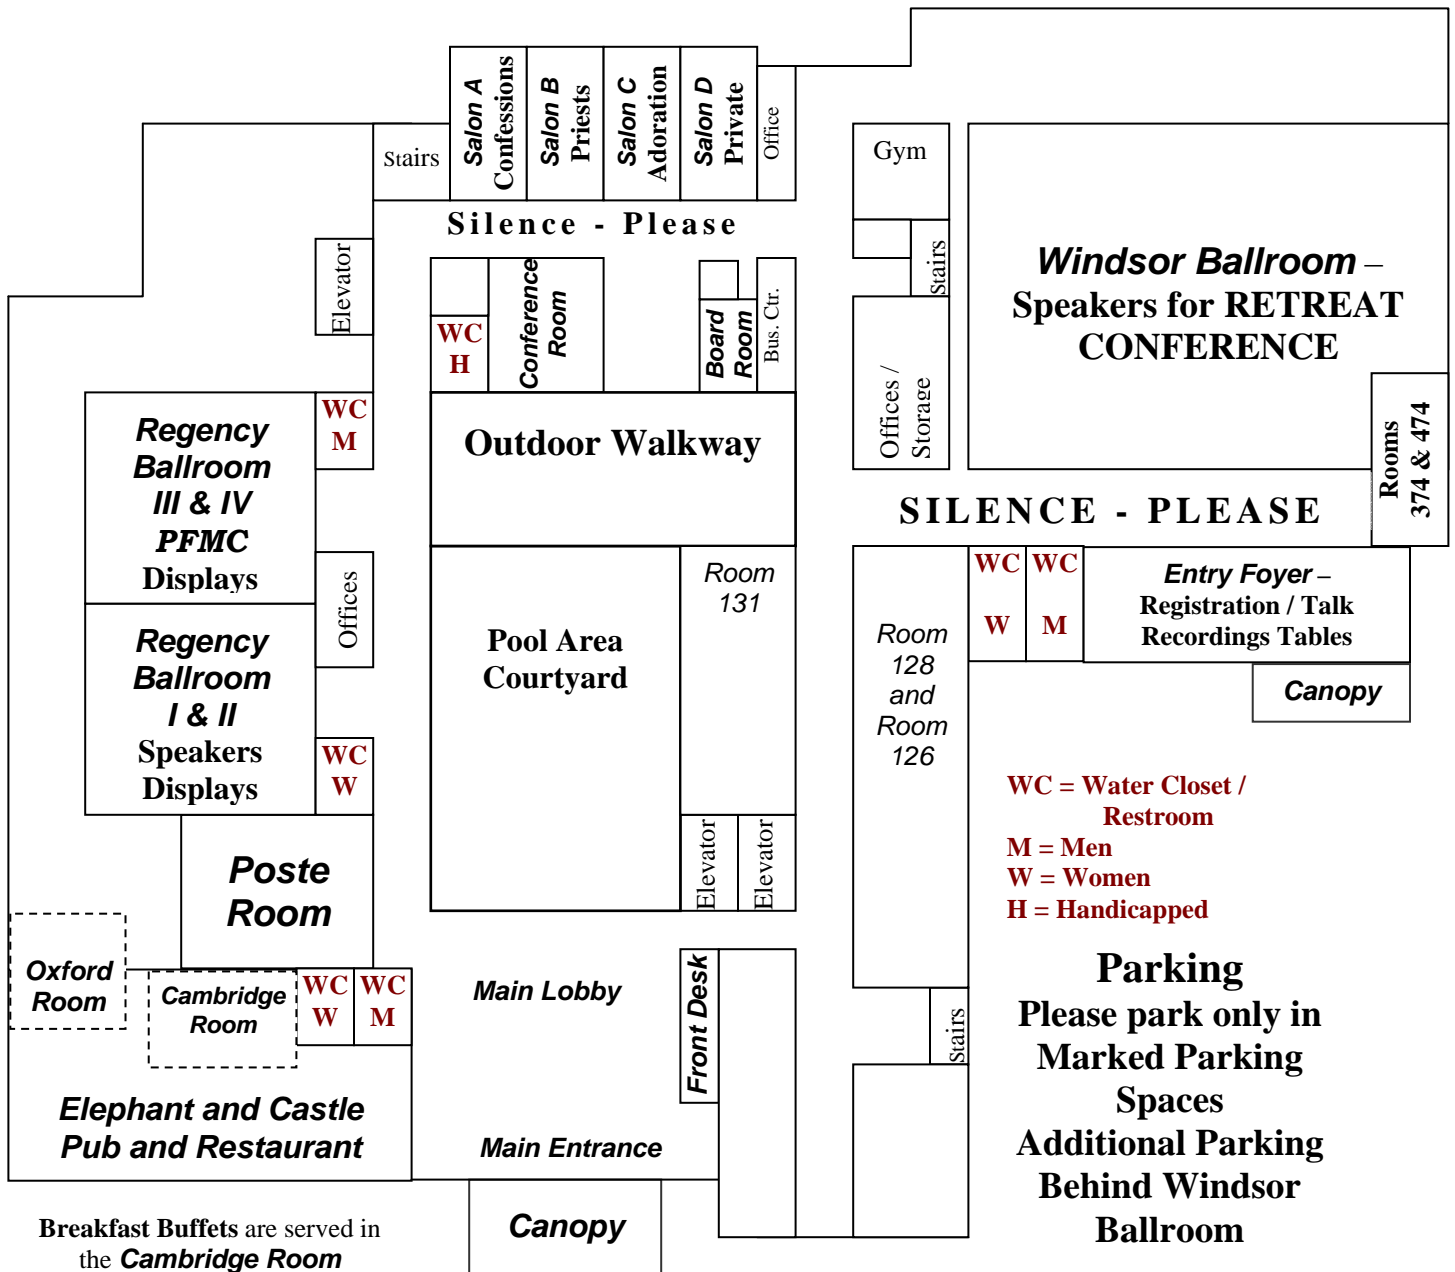 Stairs
Salon A
Confessions
Salon B
Priests
Salon C
Adoration
Salon D
Private
Office
Gym
Silence - Please
Elevator
WC
H
Conference
Room
Board
Room
Bus. Ctr.
Stairs
Offices /
Storage
Windsor Ballroom –
Speakers for RETREAT
CONFERENCE
Rooms
374 & 474
WC
M
Regency
Ballroom
III & IV
PFMC
Displays
Outdoor Walkway
SILENCE - PLEASE
Offices
Regency
Ballroom
I & II
Speakers
Displays
WC
W
Pool Area
Courtyard
Room
131
Room
128
and
Room
126
WC
W
WC
M
Entry Foyer –
Registration / Talk
Recordings Tables
Canopy
WC = Water Closet /
Restroom
M = Men
W = Women
H = Handicapped
Poste
Room
Elevator
Elevator
Oxford
Room
Cambridge
Room
WC
W
WC
M
Main Lobby
Front Desk
Stairs
Parking
Please park only in
Marked Parking
Spaces
Additional Parking
Behind Windsor
Ballroom
Elephant and Castle
Pub and Restaurant
Main Entrance
Canopy
Breakfast Buffets are served in
the Cambridge Room